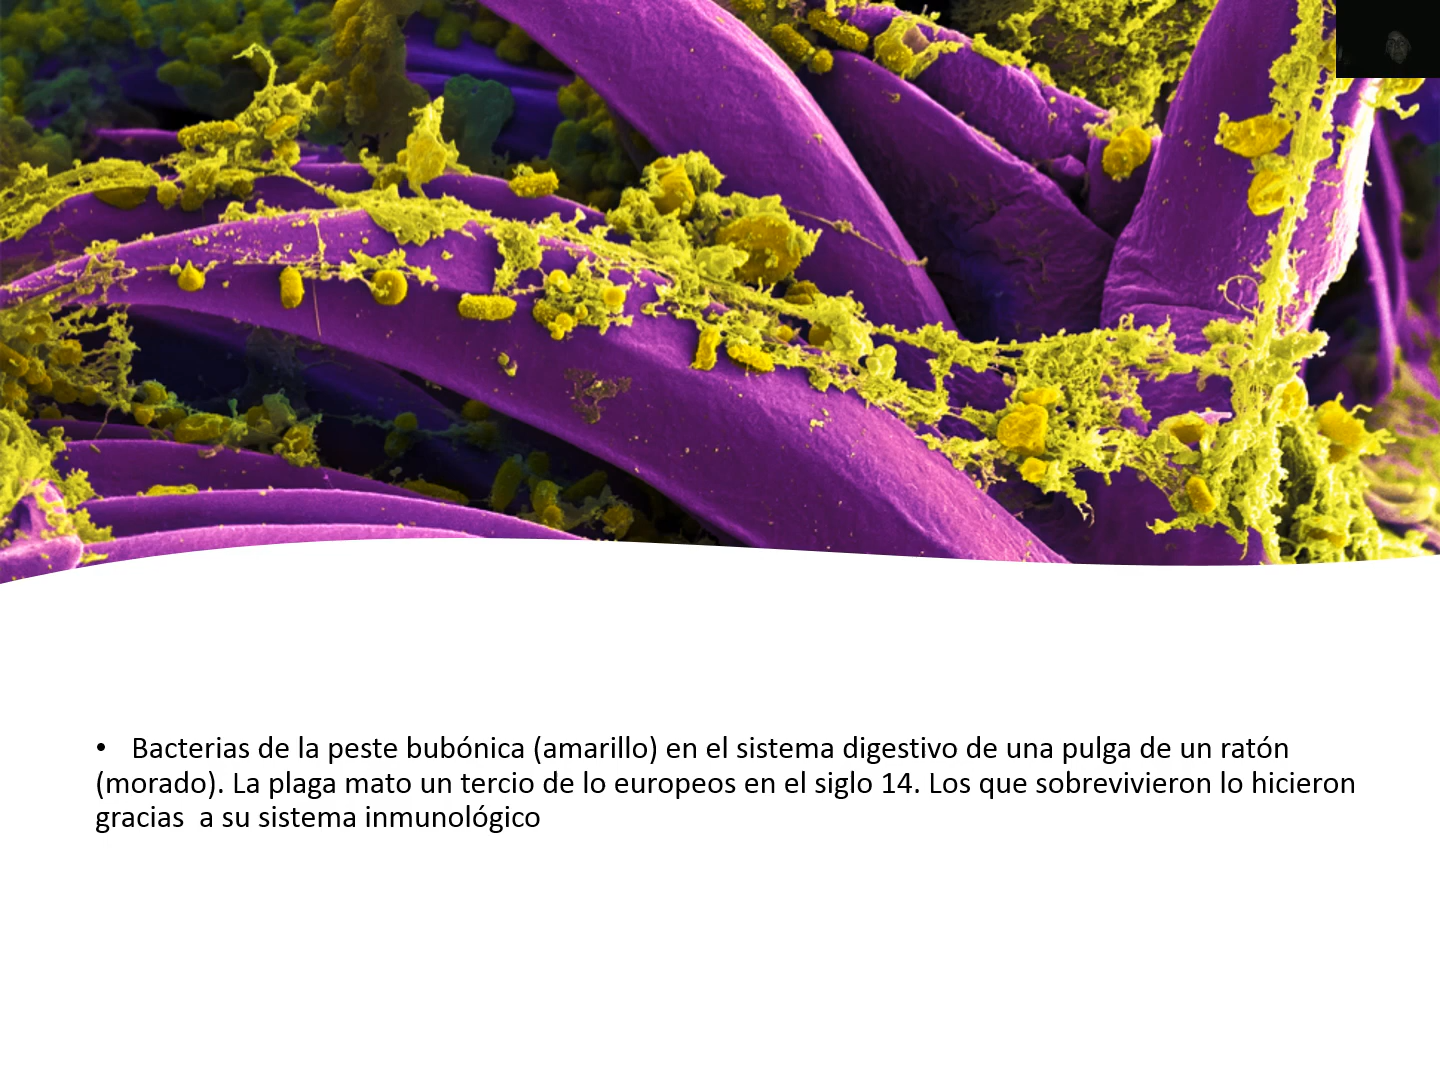 • Bacterias de la peste bubónica (amarillo) en el sistema digestivo de una pulga de un ratón
(morado). La plaga mato un tercio de lo europeos en el siglo 14. Los que sobrevivieron lo hicieron
gracias  a su sistema inmunológico